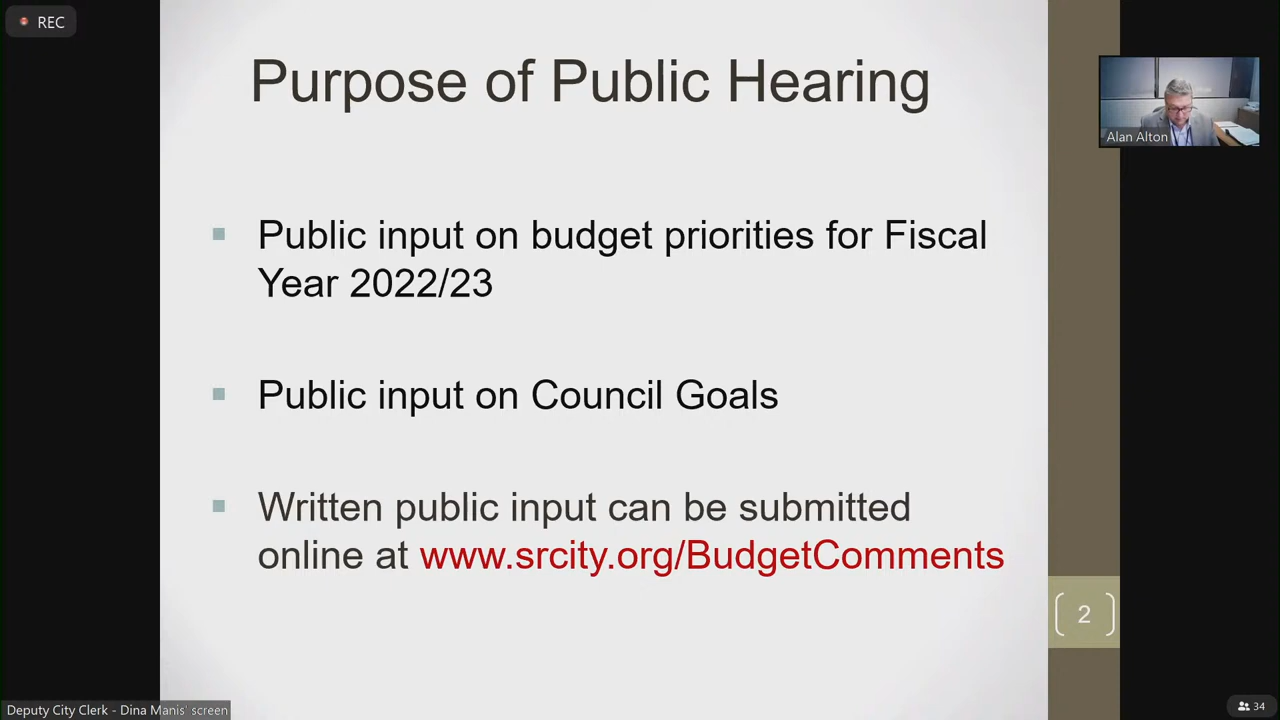 REC
Purpose of Public Hearing
Alan Alton
Public input on budget priorities for Fiscal
Year 2022/23
Public input on Council Goals
Written public input can be submitted
online at www.srcity.org/BudgetComments
2
Deputy City Clerk - Dina Manis' screen
34